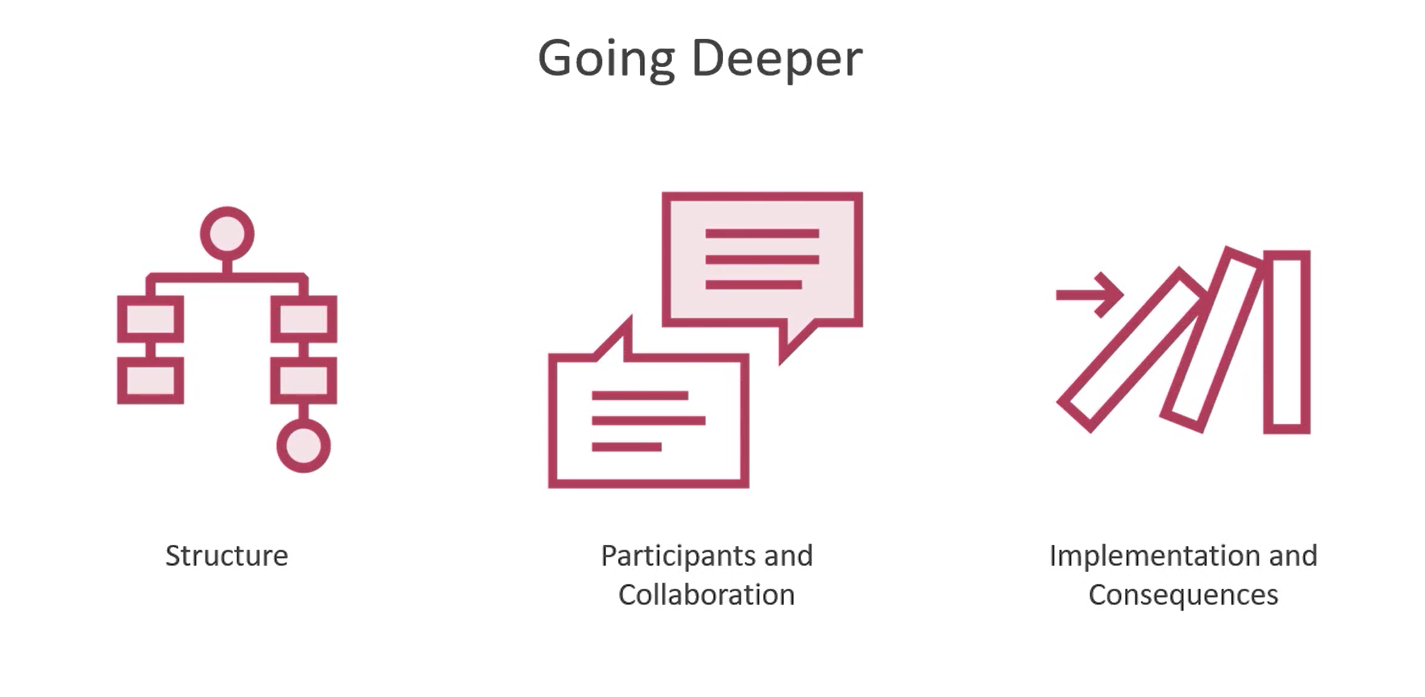 Going Deeper
Structure
Participants and
Collaboration
Implementation and
Consequences